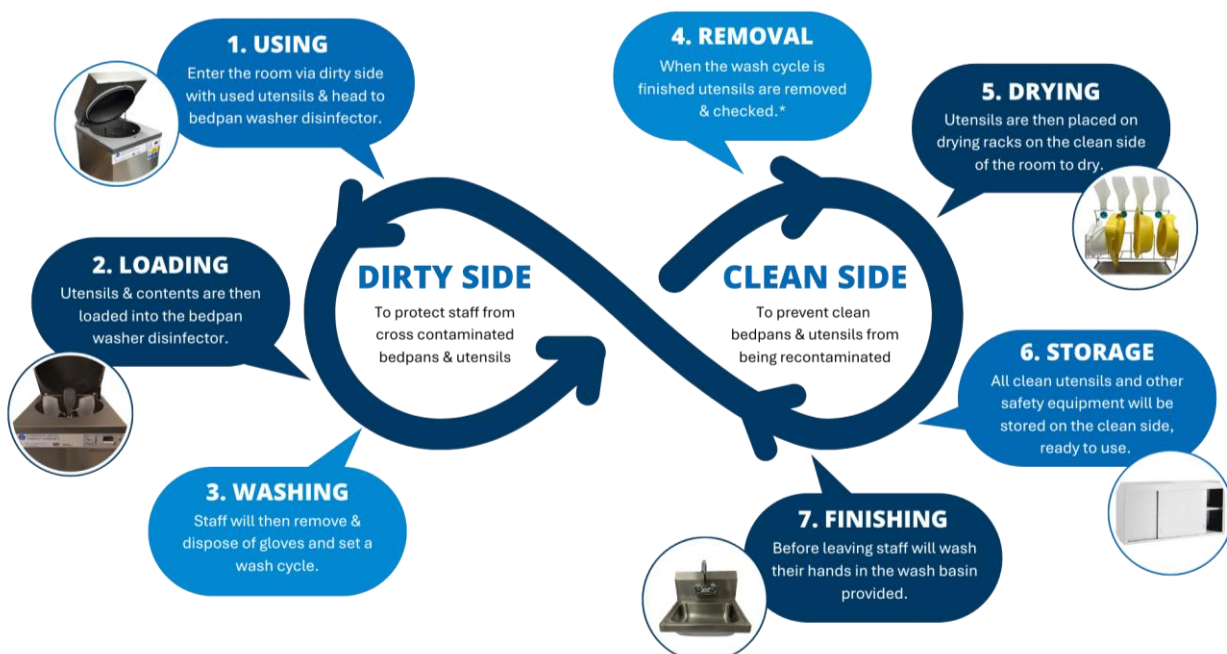 1. USING
Enter the room via dirty side
with used utensils & head to
bedpan washer disinfector.
2. LOADING
Utensils & contents are then
loaded into the bedpan
washer disinfector.
3. WASHING
Staff will then remove &
dispose of gloves and set a
wash cycle.
DIRTY SIDE
To protect staff from
cross contaminated
bedpans & utensils
4. REMOVAL
When the wash cycle is
finished utensils are removed
& checked.*
CLEAN SIDE
To prevent clean
bedpans & utensils from
being recontaminated
5. DRYING
Utensils are then placed on
drying racks on the clean side
of the room to dry.
6. STORAGE
All clean utensils and other
safety equipment will be
stored on the clean side,
ready to use.
7. FINISHING
Before leaving staff will wash
their hands in the wash basin
provided.